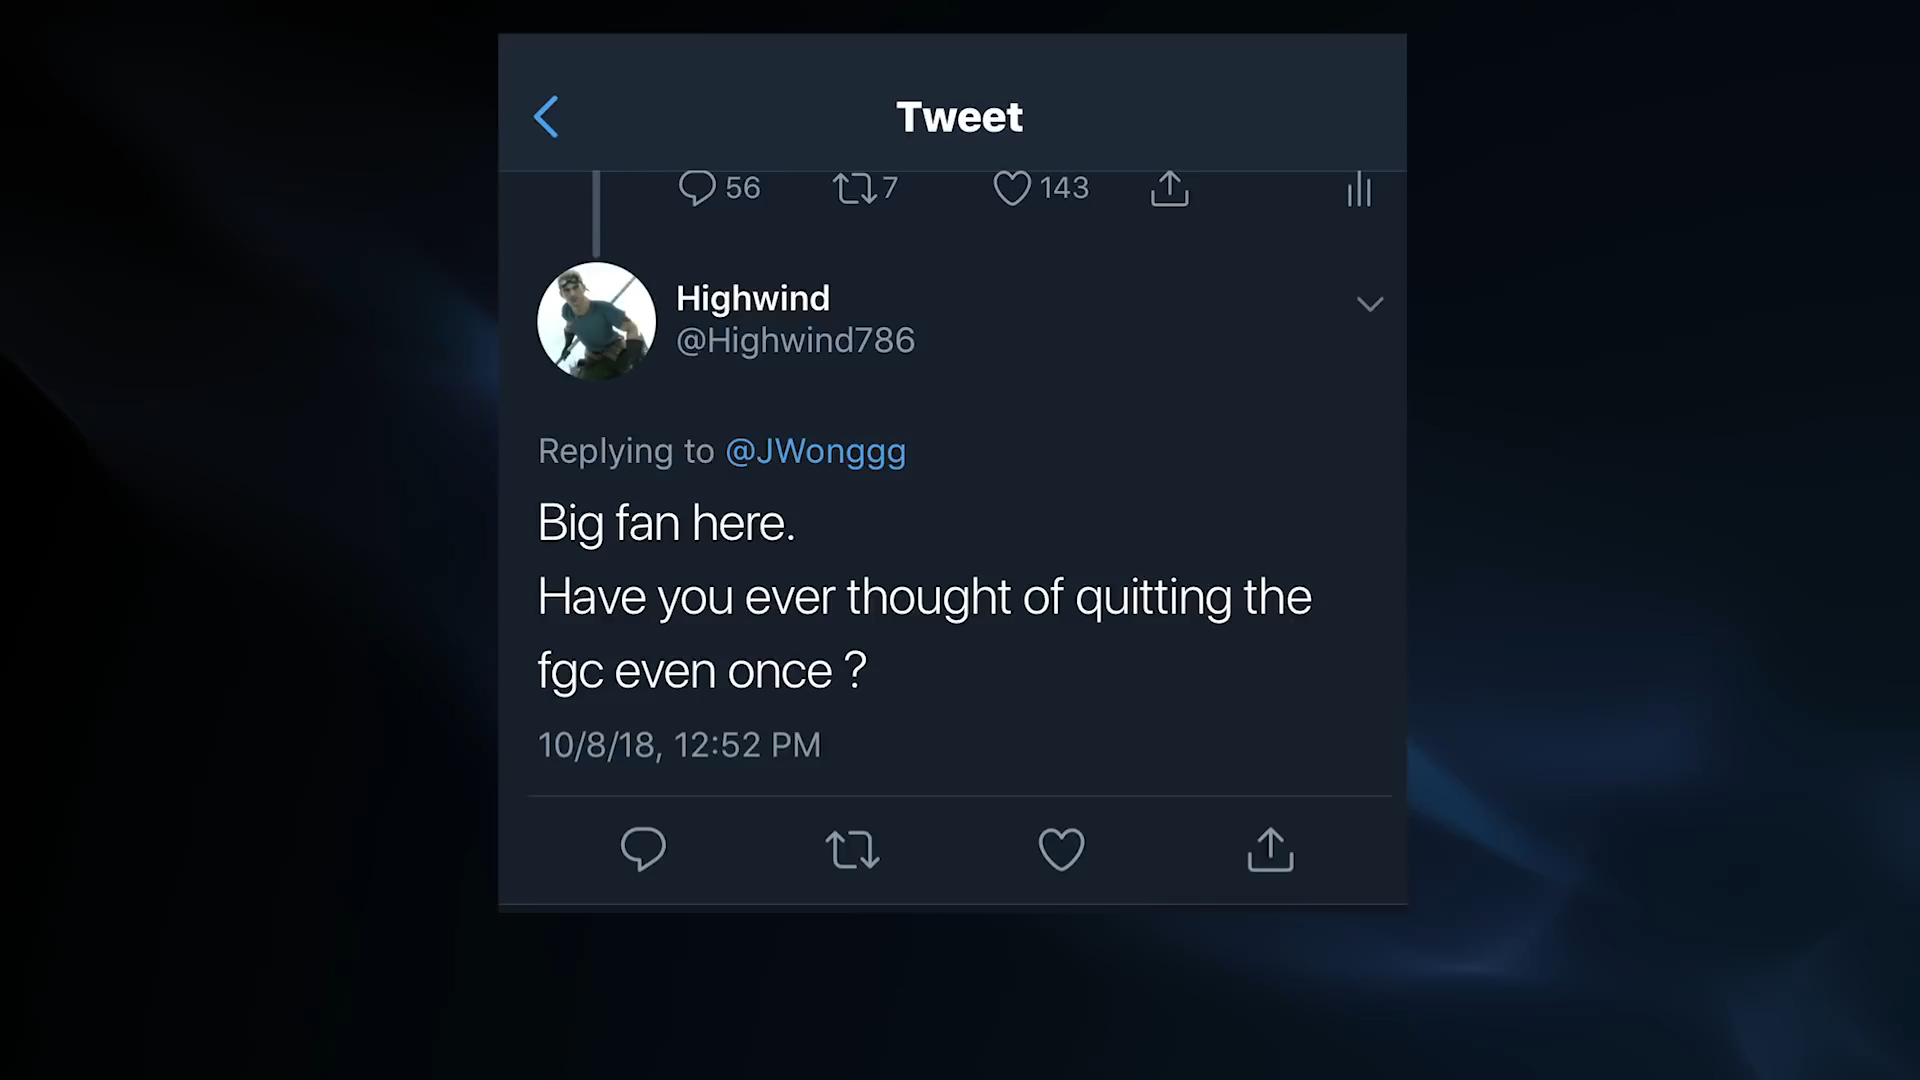 Tweet
56 7 143
Highwind
@Highwind786
Replying to @JWonggg
Big fan here.
Have you ever thought of quitting the
fgc even once ?
10/8/18, 12:52 PM